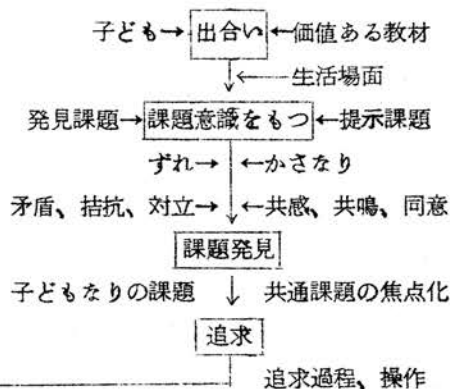 子ども→出合い←価値ある教材
←生活場面
発見課題→課題意識をもつ←提示課題
ずれ→←かさなり
矛盾、拮抗、対立→←共感、共鳴、同意
課題発見
子どもなりの課題↓共通課題の焦点化
追求
追求過程、操作